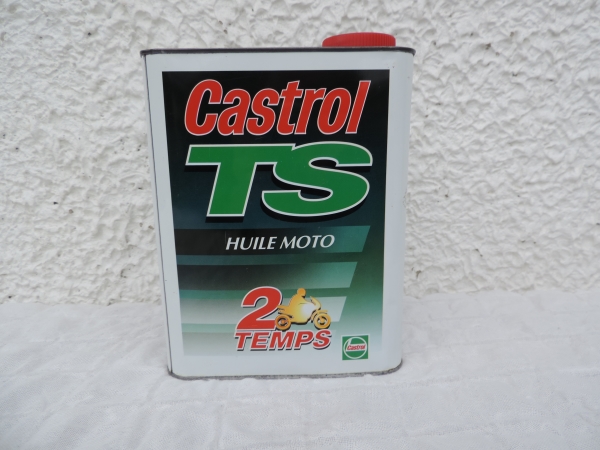 Castrol
TS
HUILE MOTO
2
TEMPS
Castrol